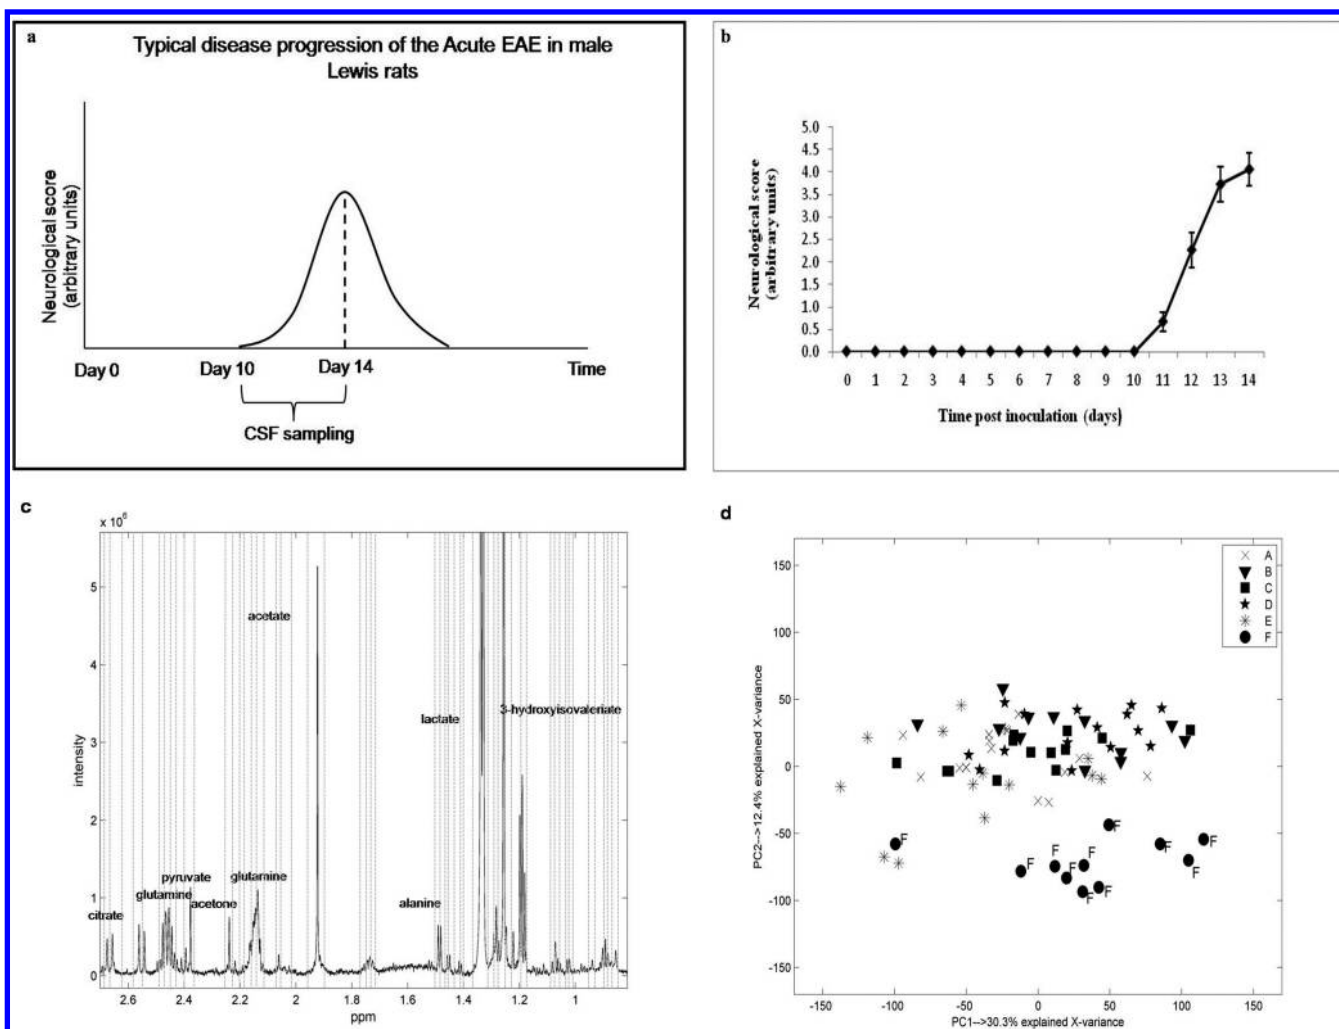 a
Typical disease progression of the Acute EAE in male
Lewis rats
Neurological score
(arbitrary units)
Day 0
Day 10
Day 14
Time
CSF sampling
b
Neurological score
(arbitrary units)
5.0
4.5
4.0
3.5
3.0
2.5
2.0
1.5
1.0
0.5
0.0
0 1 2 3 4 5 6 7 8 9 10 11 12 13 14
Time post inoculation (days)
c
x 10⁶
intensity
5
4
3
2
1
0
acetate
lactate
3-hydroxyisovaleriate
pyruvate
glutamine
glutamine
acetone
citrate
alanine
2.6 2.4 2.2 2 1.8 1.6 1.4 1.2 1
ppm
d
PC2-->12.4% explained X-variance
150
100
50
0
-50
-100
-150
A
B
C
D
E
F
F
F
F
F
F
F
F
F
F
F
F
-150 -100 -50 0 50 100 150
PC1-->30.3% explained X-variance